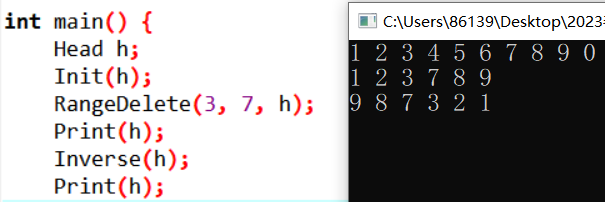 int main() {
Head h;
Init(h);
RangeDelete(3, 7, h);
Print(h);
Inverse(h);
Print(h);
C:\Users\86139\Desktop\2023
1 2 3 4 5 6 7 8 9 0
1 2 3 7 8 9
9 8 7 3 2 1